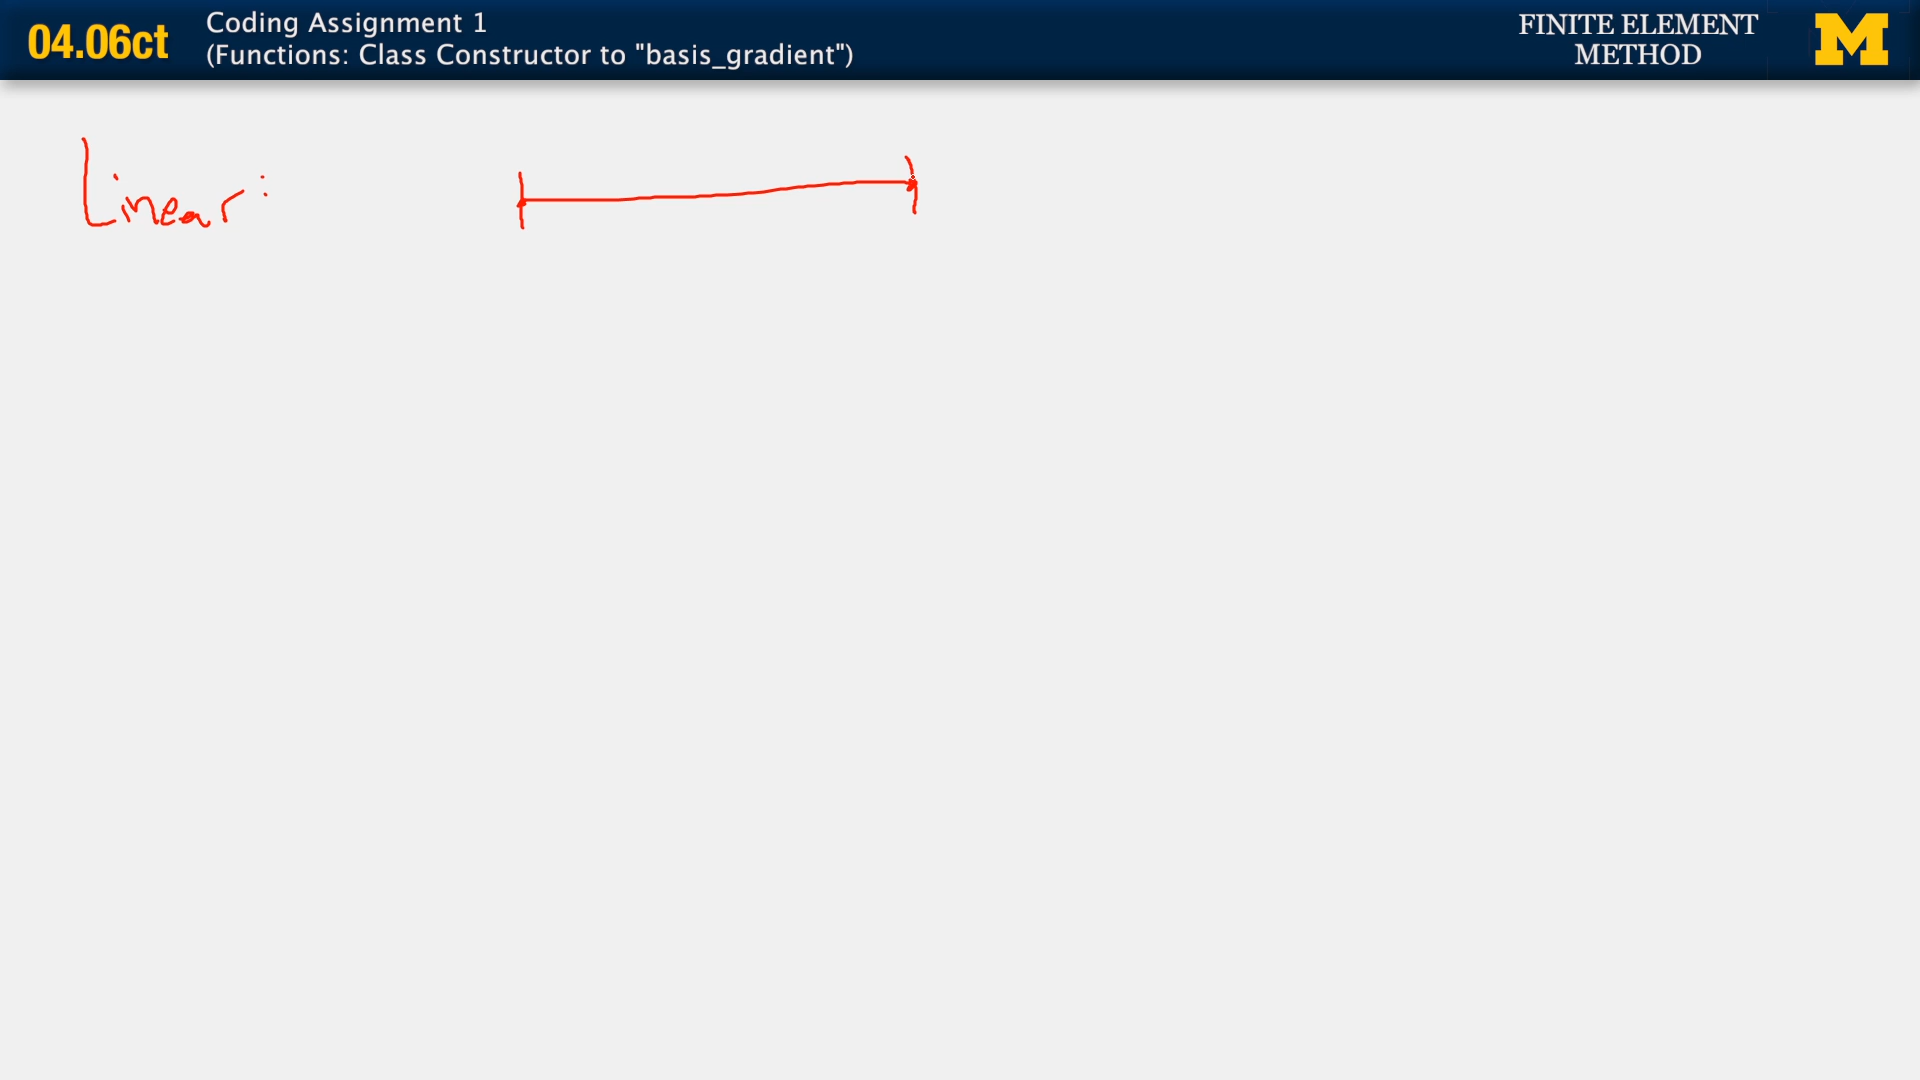 04.06ct
Coding Assignment 1
(Functions: Class Constructor to "basis_gradient")
FINITE ELEMENT
METHOD
M
Linear: